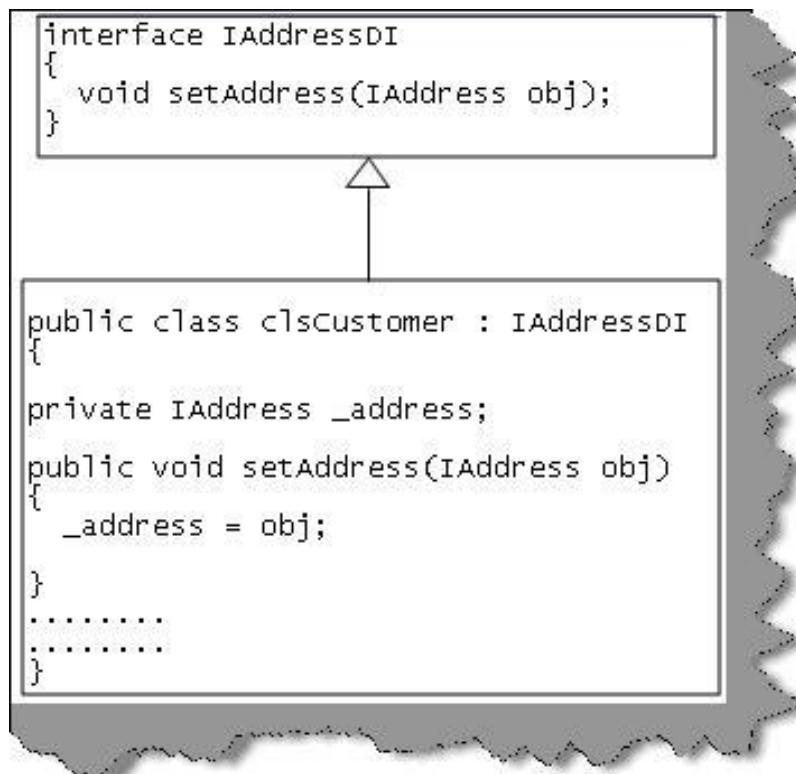 interface IAddressDI
{
void setAddress(IAddress obj);
}
public class clsCustomer : IAddressDI
{
private IAddress _address;
public void setAddress(IAddress obj)
{
_address = obj;
}
........
........
}